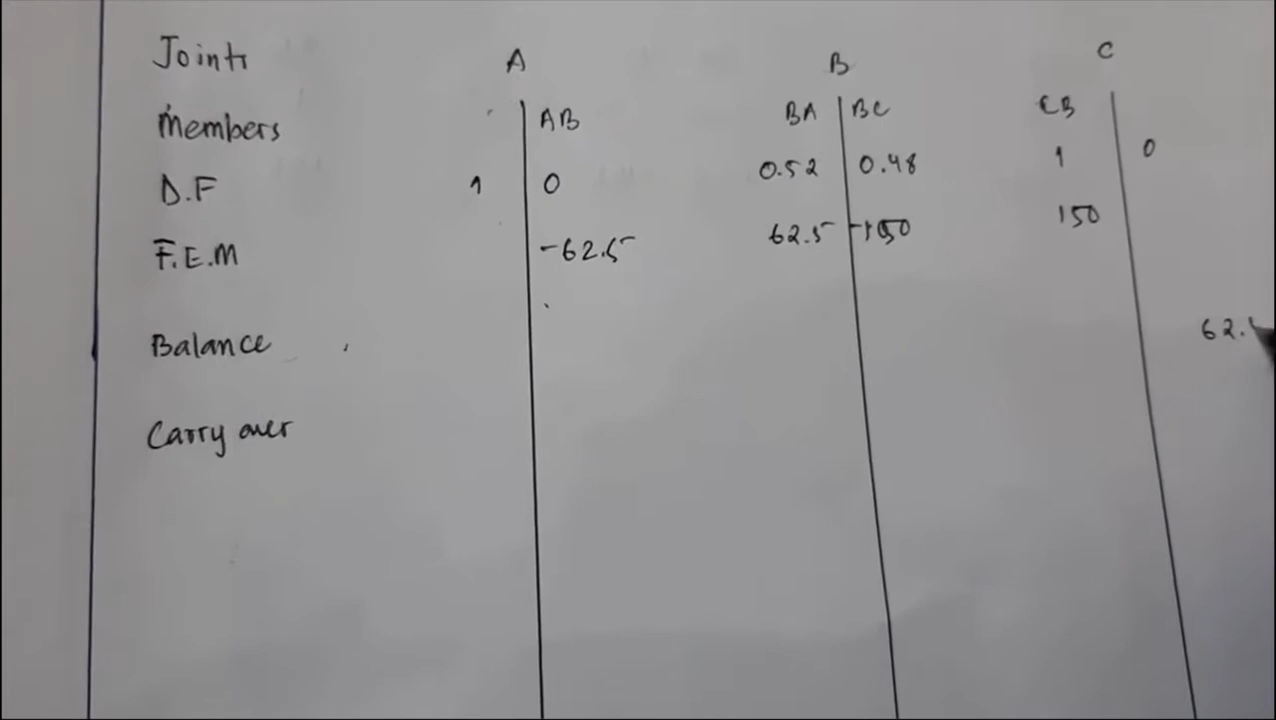 Joints A B C
Members AB BA BC CB
D.F 1 0 0.52 0.48 1 0
F.E.M -62.5 62.5 -150 150
Balance 62.
Carry over